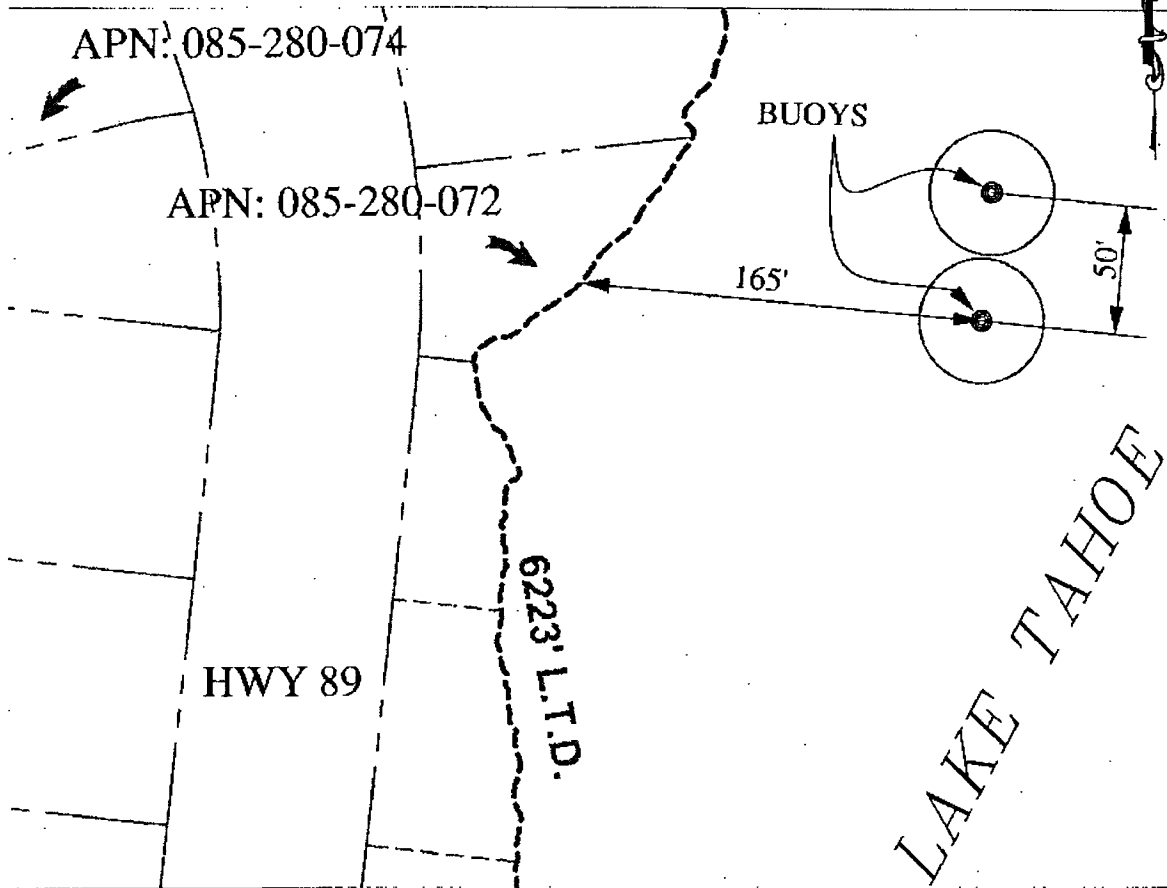 APN: 085-280-074
BUOYS
APN: 085-280-072
165'
50'
6223' L.T.D.
HWY 89
LAKE TAHOE